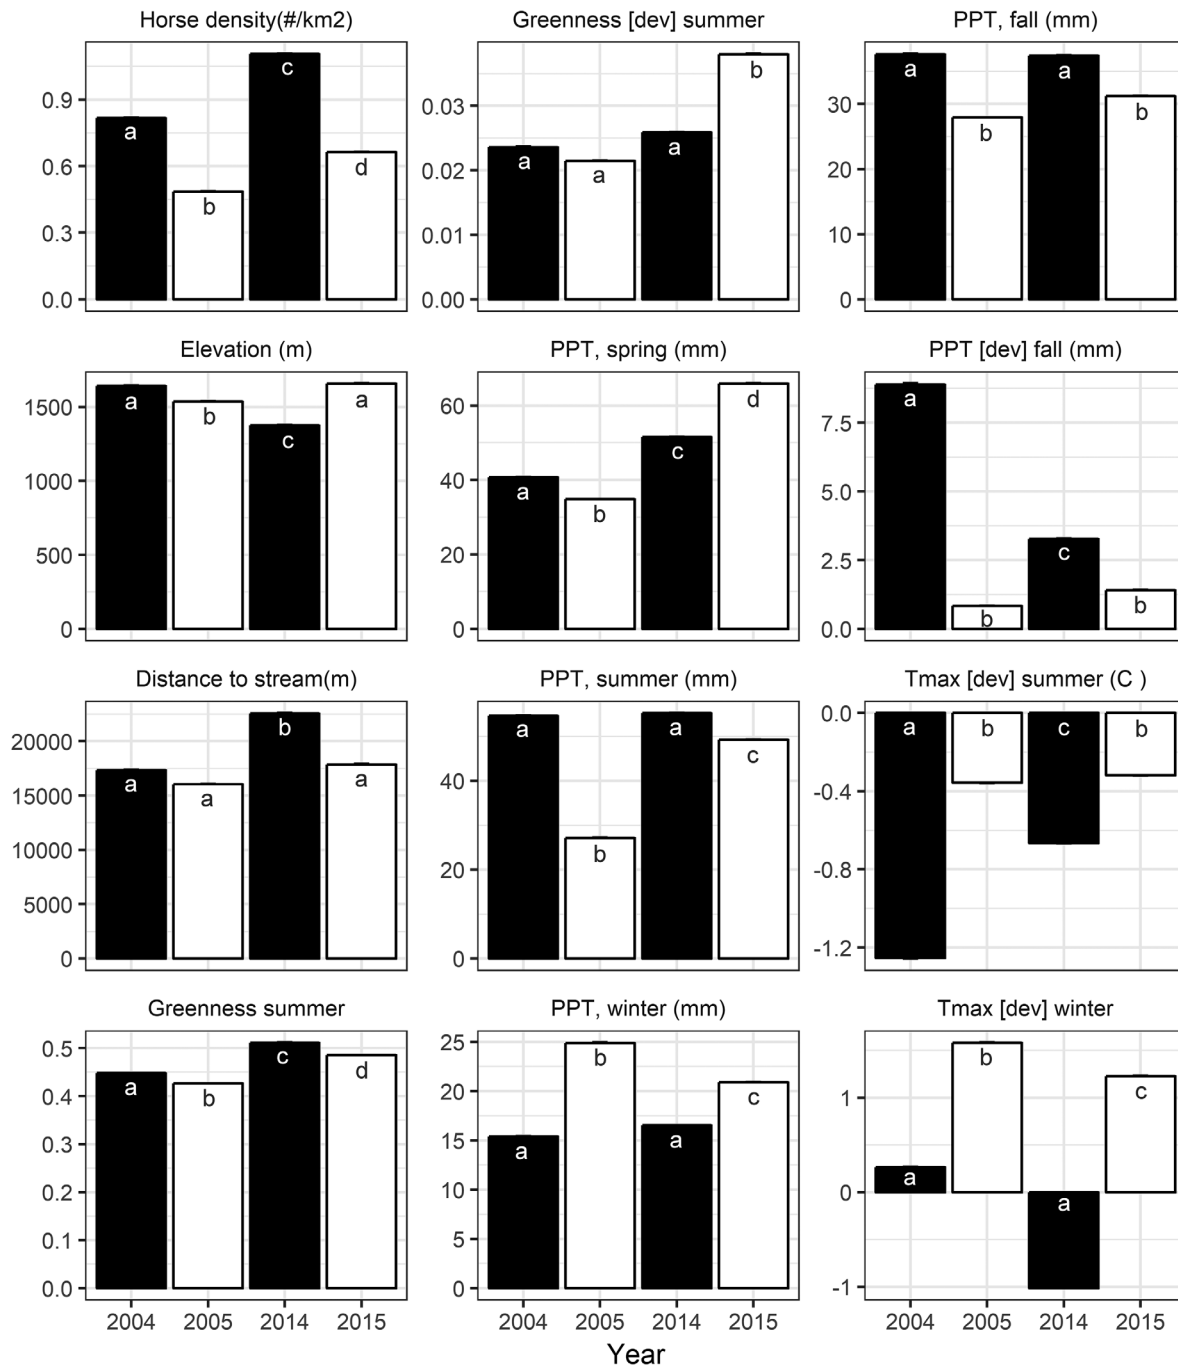 Horse density(#/km2)
0.9
0.6
0.3
0.0
a
b
c
d
Greenness [dev] summer
0.03
0.02
0.01
0.00
a
a
a
b
PPT, fall (mm)
30
20
10
0
a
b
a
b
Elevation (m)
1500
1000
500
0
a
b
c
a
PPT, spring (mm)
60
40
20
0
a
b
c
d
PPT [dev] fall (mm)
7.5
5.0
2.5
0.0
a
b
c
b
Distance to stream(m)
20000
15000
10000
5000
0
a
a
b
a
PPT, summer (mm)
40
20
0
a
b
a
c
Tmax [dev] summer (C )
0.0
-0.4
-0.8
-1.2
a
b
c
b
Greenness summer
0.5
0.4
0.3
0.2
0.1
0.0
a
b
c
d
2004 2005 2014 2015
PPT, winter (mm)
25
20
15
10
5
0
a
b
a
c
2004 2005 2014 2015
Tmax [dev] winter
1
0
-1
a
b
a
c
2004 2005 2014 2015
Year